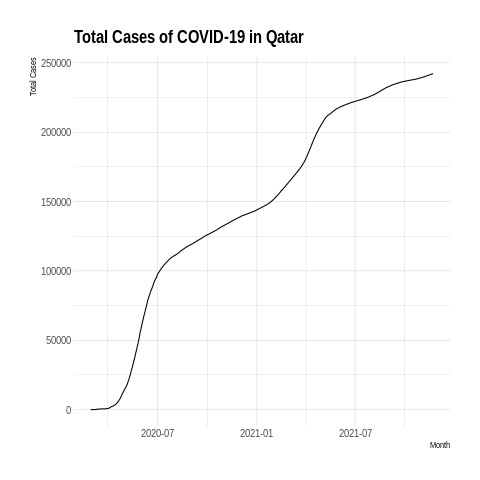 Total Cases of COVID-19 in Qatar
Total Cases
250000
200000
150000
100000
50000
0
2020-07 2021-01 2021-07
Month